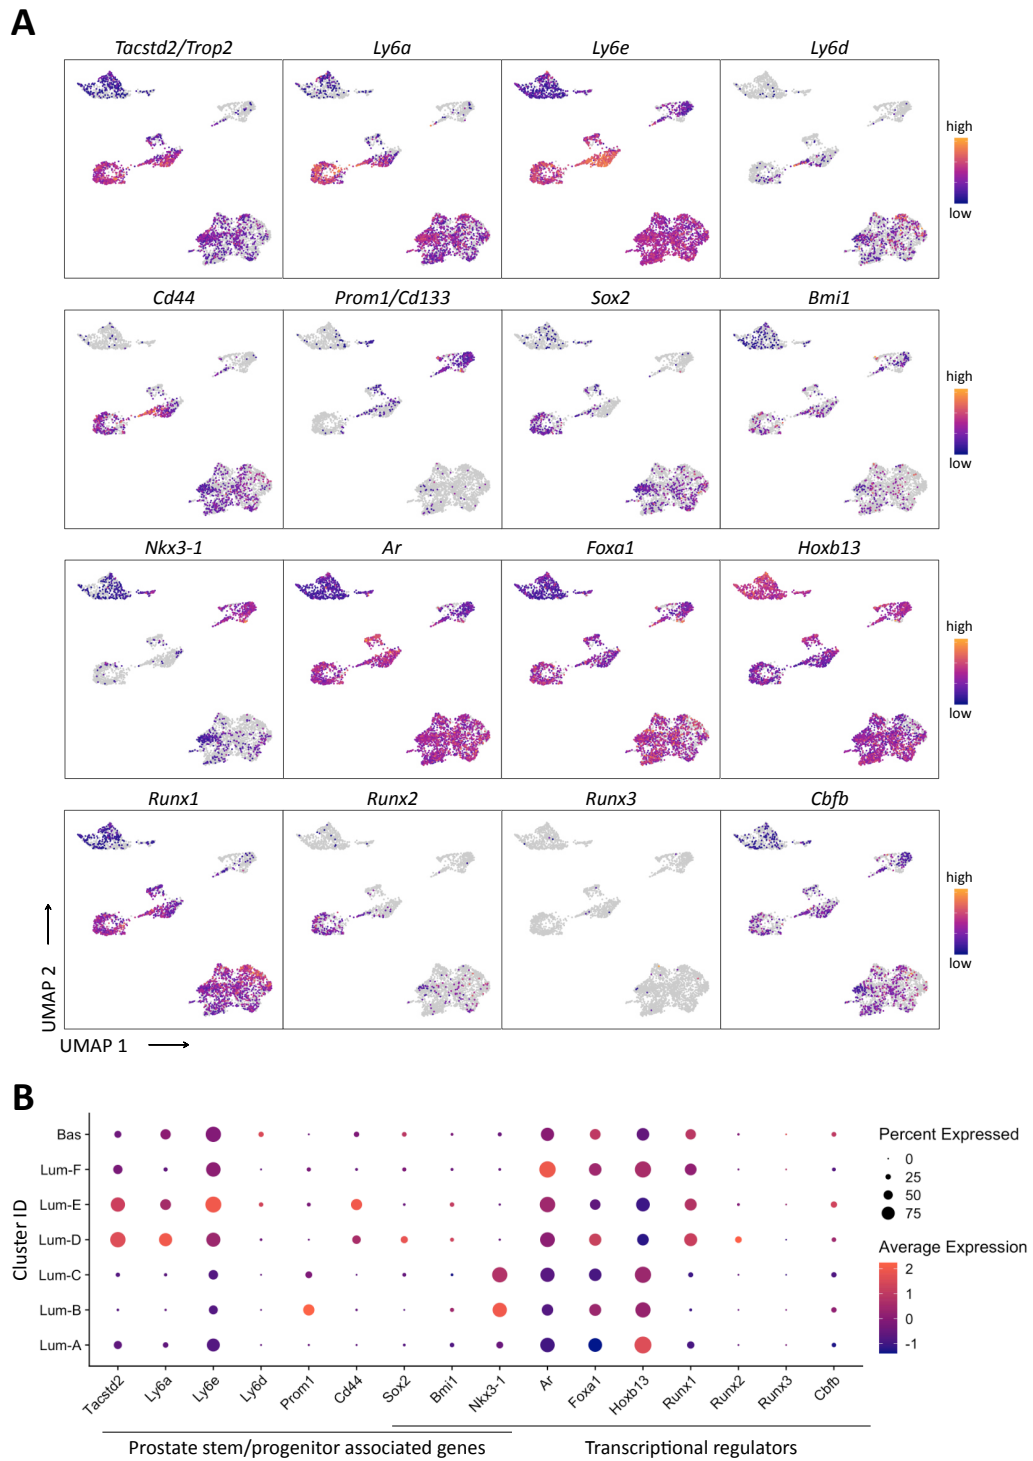 A
Tacstd2/Trop2 Ly6a Ly6e Ly6d
high
low
Cd44 Prom1/Cd133 Sox2 Bmi1
high
low
Nkx3-1 Ar Foxa1 Hoxb13
high
low
Runx1 Runx2 Runx3 Cbfb
high
low
UMAP 2
UMAP 1
B
Cluster ID
Bas
Lum-F
Lum-E
Lum-D
Lum-C
Lum-B
Lum-A
Tacstd2 Ly6a Ly6e Ly6d Prom1 Cd44 Sox2 Bmi1 Nkx3-1 Ar Foxa1 Hoxb13 Runx1 Runx2 Runx3 Cbfb
Prostate stem/progenitor associated genes Transcriptional regulators
Percent Expressed
0
25
50
75
Average Expression
2
1
0
-1